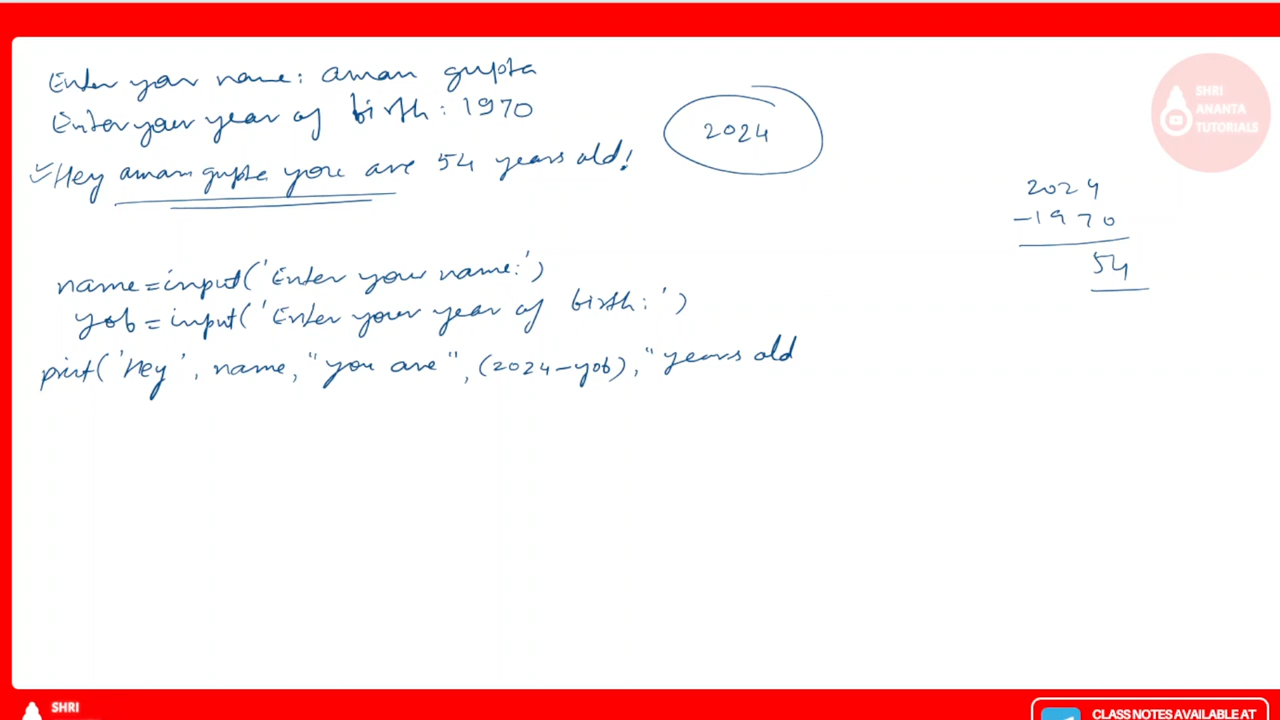 Enter your name: aman gupta
Enter your year of birth: 1970
Hey aman gupta you are 54 years old!
2024
2024
-1970
54
name=input('Enter your name:')
yob=input('Enter your year of birth:')
print('Hey', name, "you are", (2024-yob), "years old
SHRI
ANANTA
TUTORIALS
SHRI
CLASS NOTES AVAILABLE AT